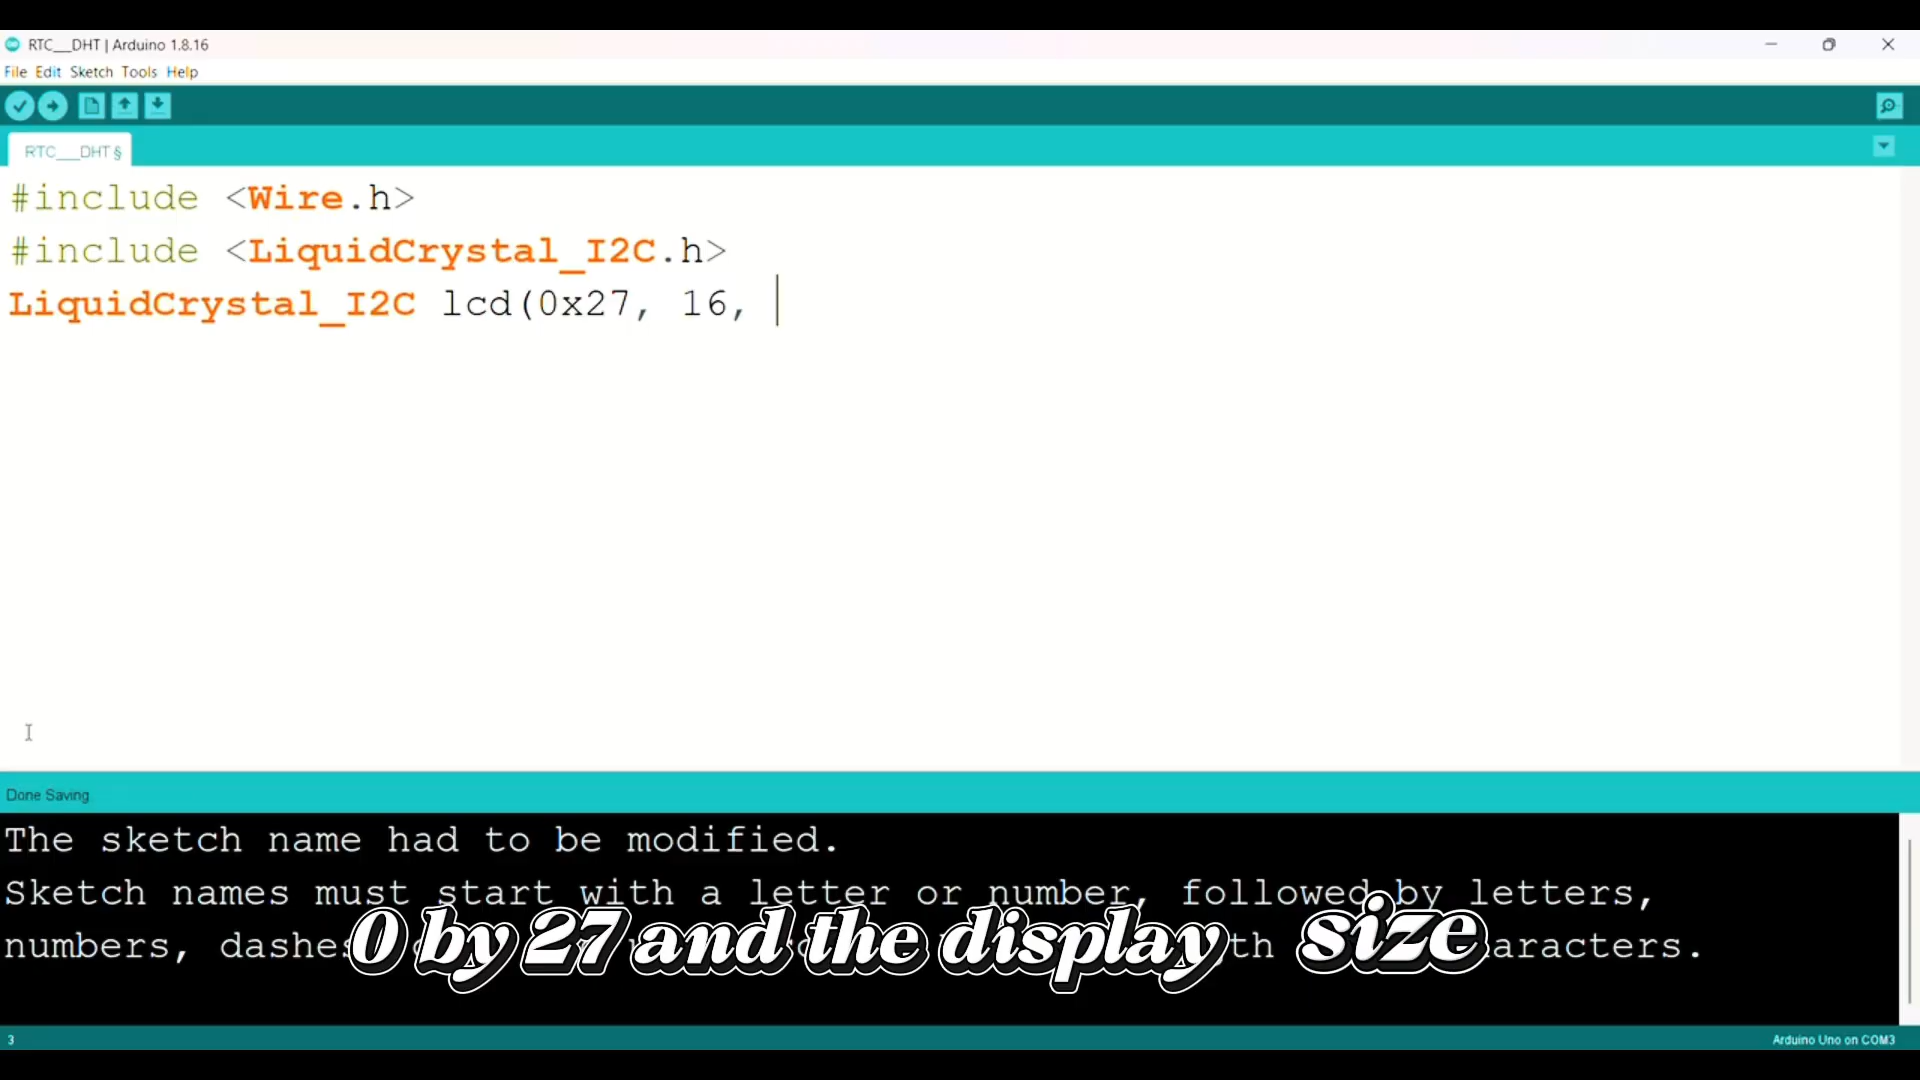 RTC__DHT | Arduino 1.8.16
File Edit Sketch Tools Help
RTC__DHT §
#include <Wire.h>
#include <LiquidCrystal_I2C.h>
LiquidCrystal_I2C lcd(0x27, 16,
Done Saving
The sketch name had to be modified.
Sketch names must start with a letter or number, followed by letters,
numbers, dashes
0 by 27 and the display size
3
Arduino Uno on COM3